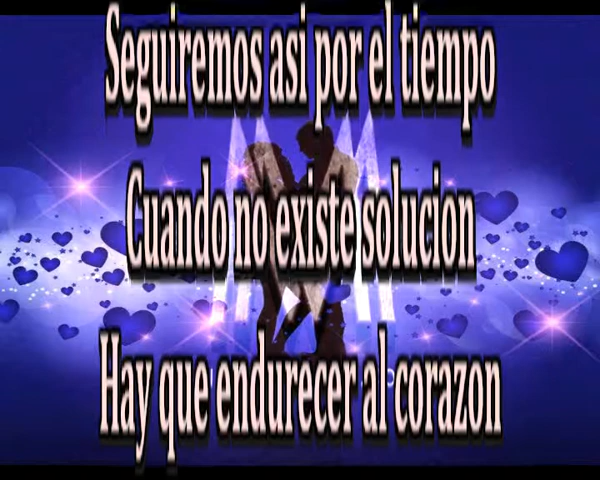 Seguiremos asi por el tiempo
Cuando no existe solucion
Hay que endurecer al corazon